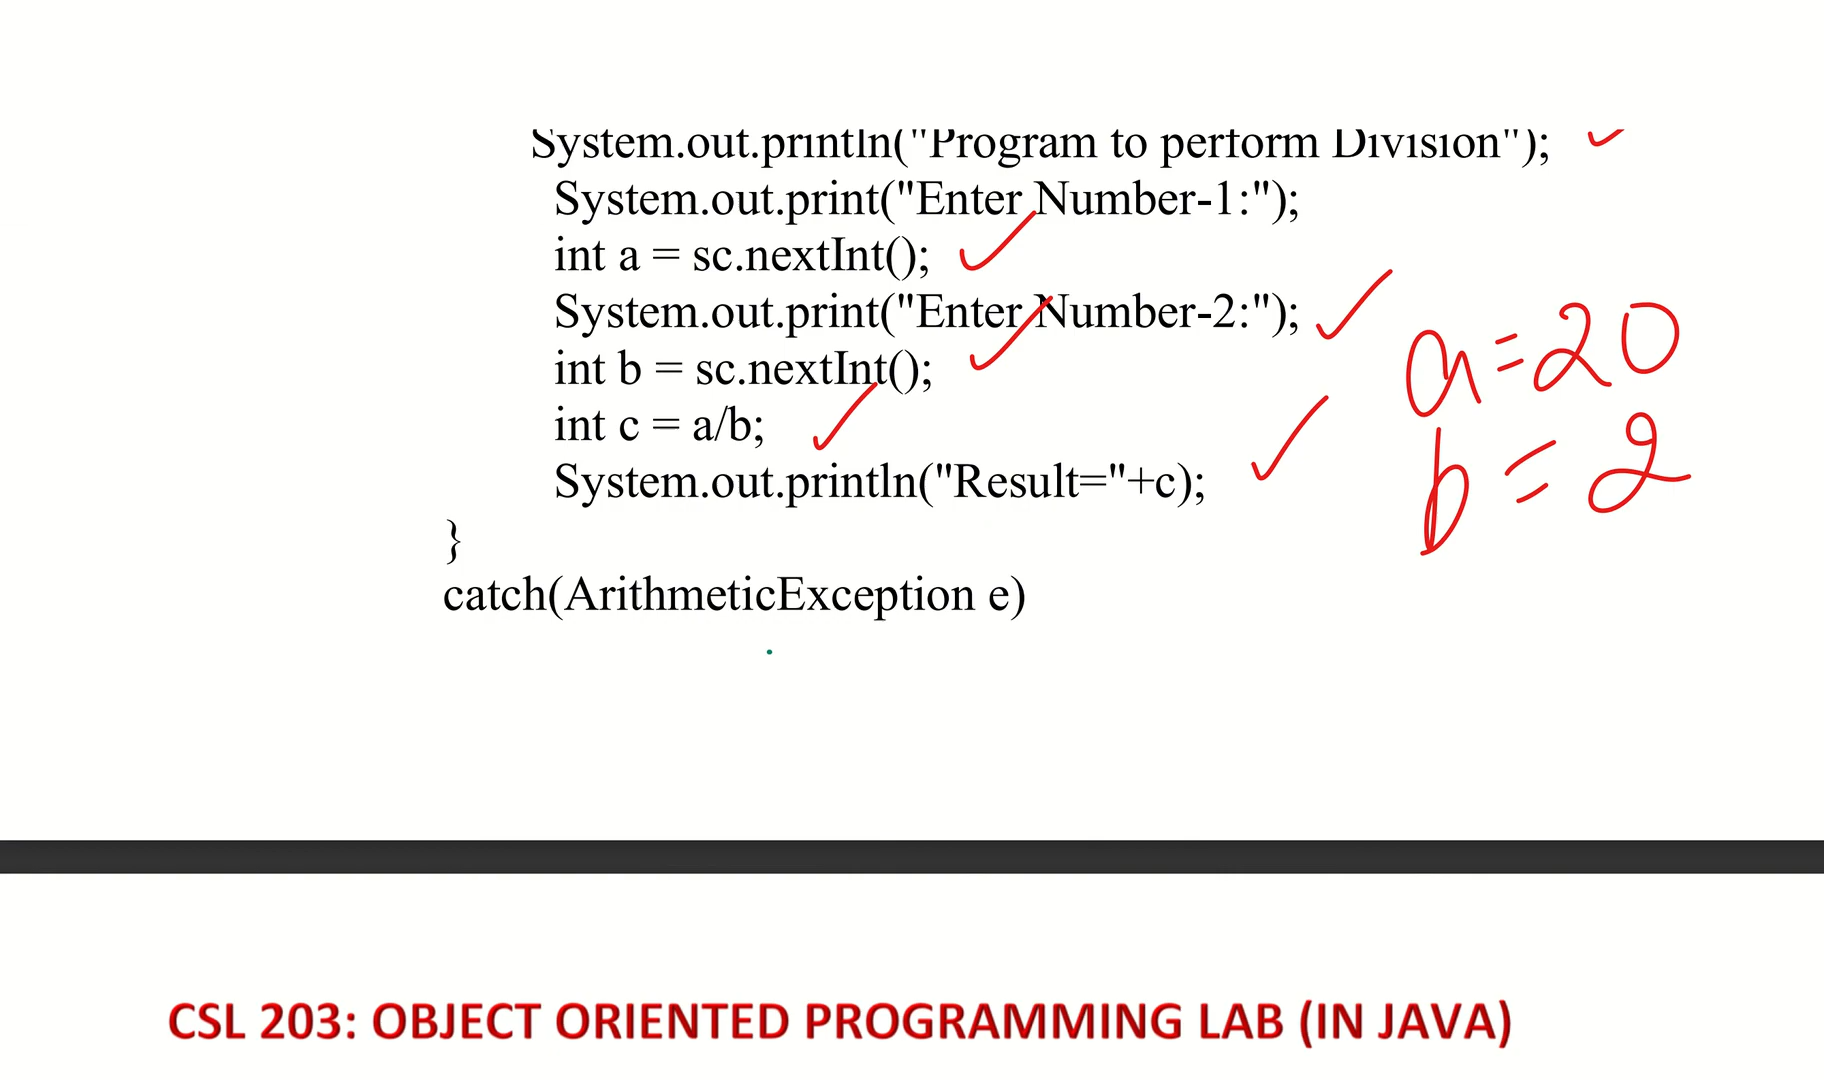 System.out.println("Program to perform Division");
System.out.print("Enter Number-1:");
int a = sc.nextInt();
System.out.print("Enter Number-2:");
int b = sc.nextInt();
int c = a/b;
System.out.println("Result="+c);
}
catch(ArithmeticException e)
a=20
b=2
CSL 203: OBJECT ORIENTED PROGRAMMING LAB (IN JAVA)